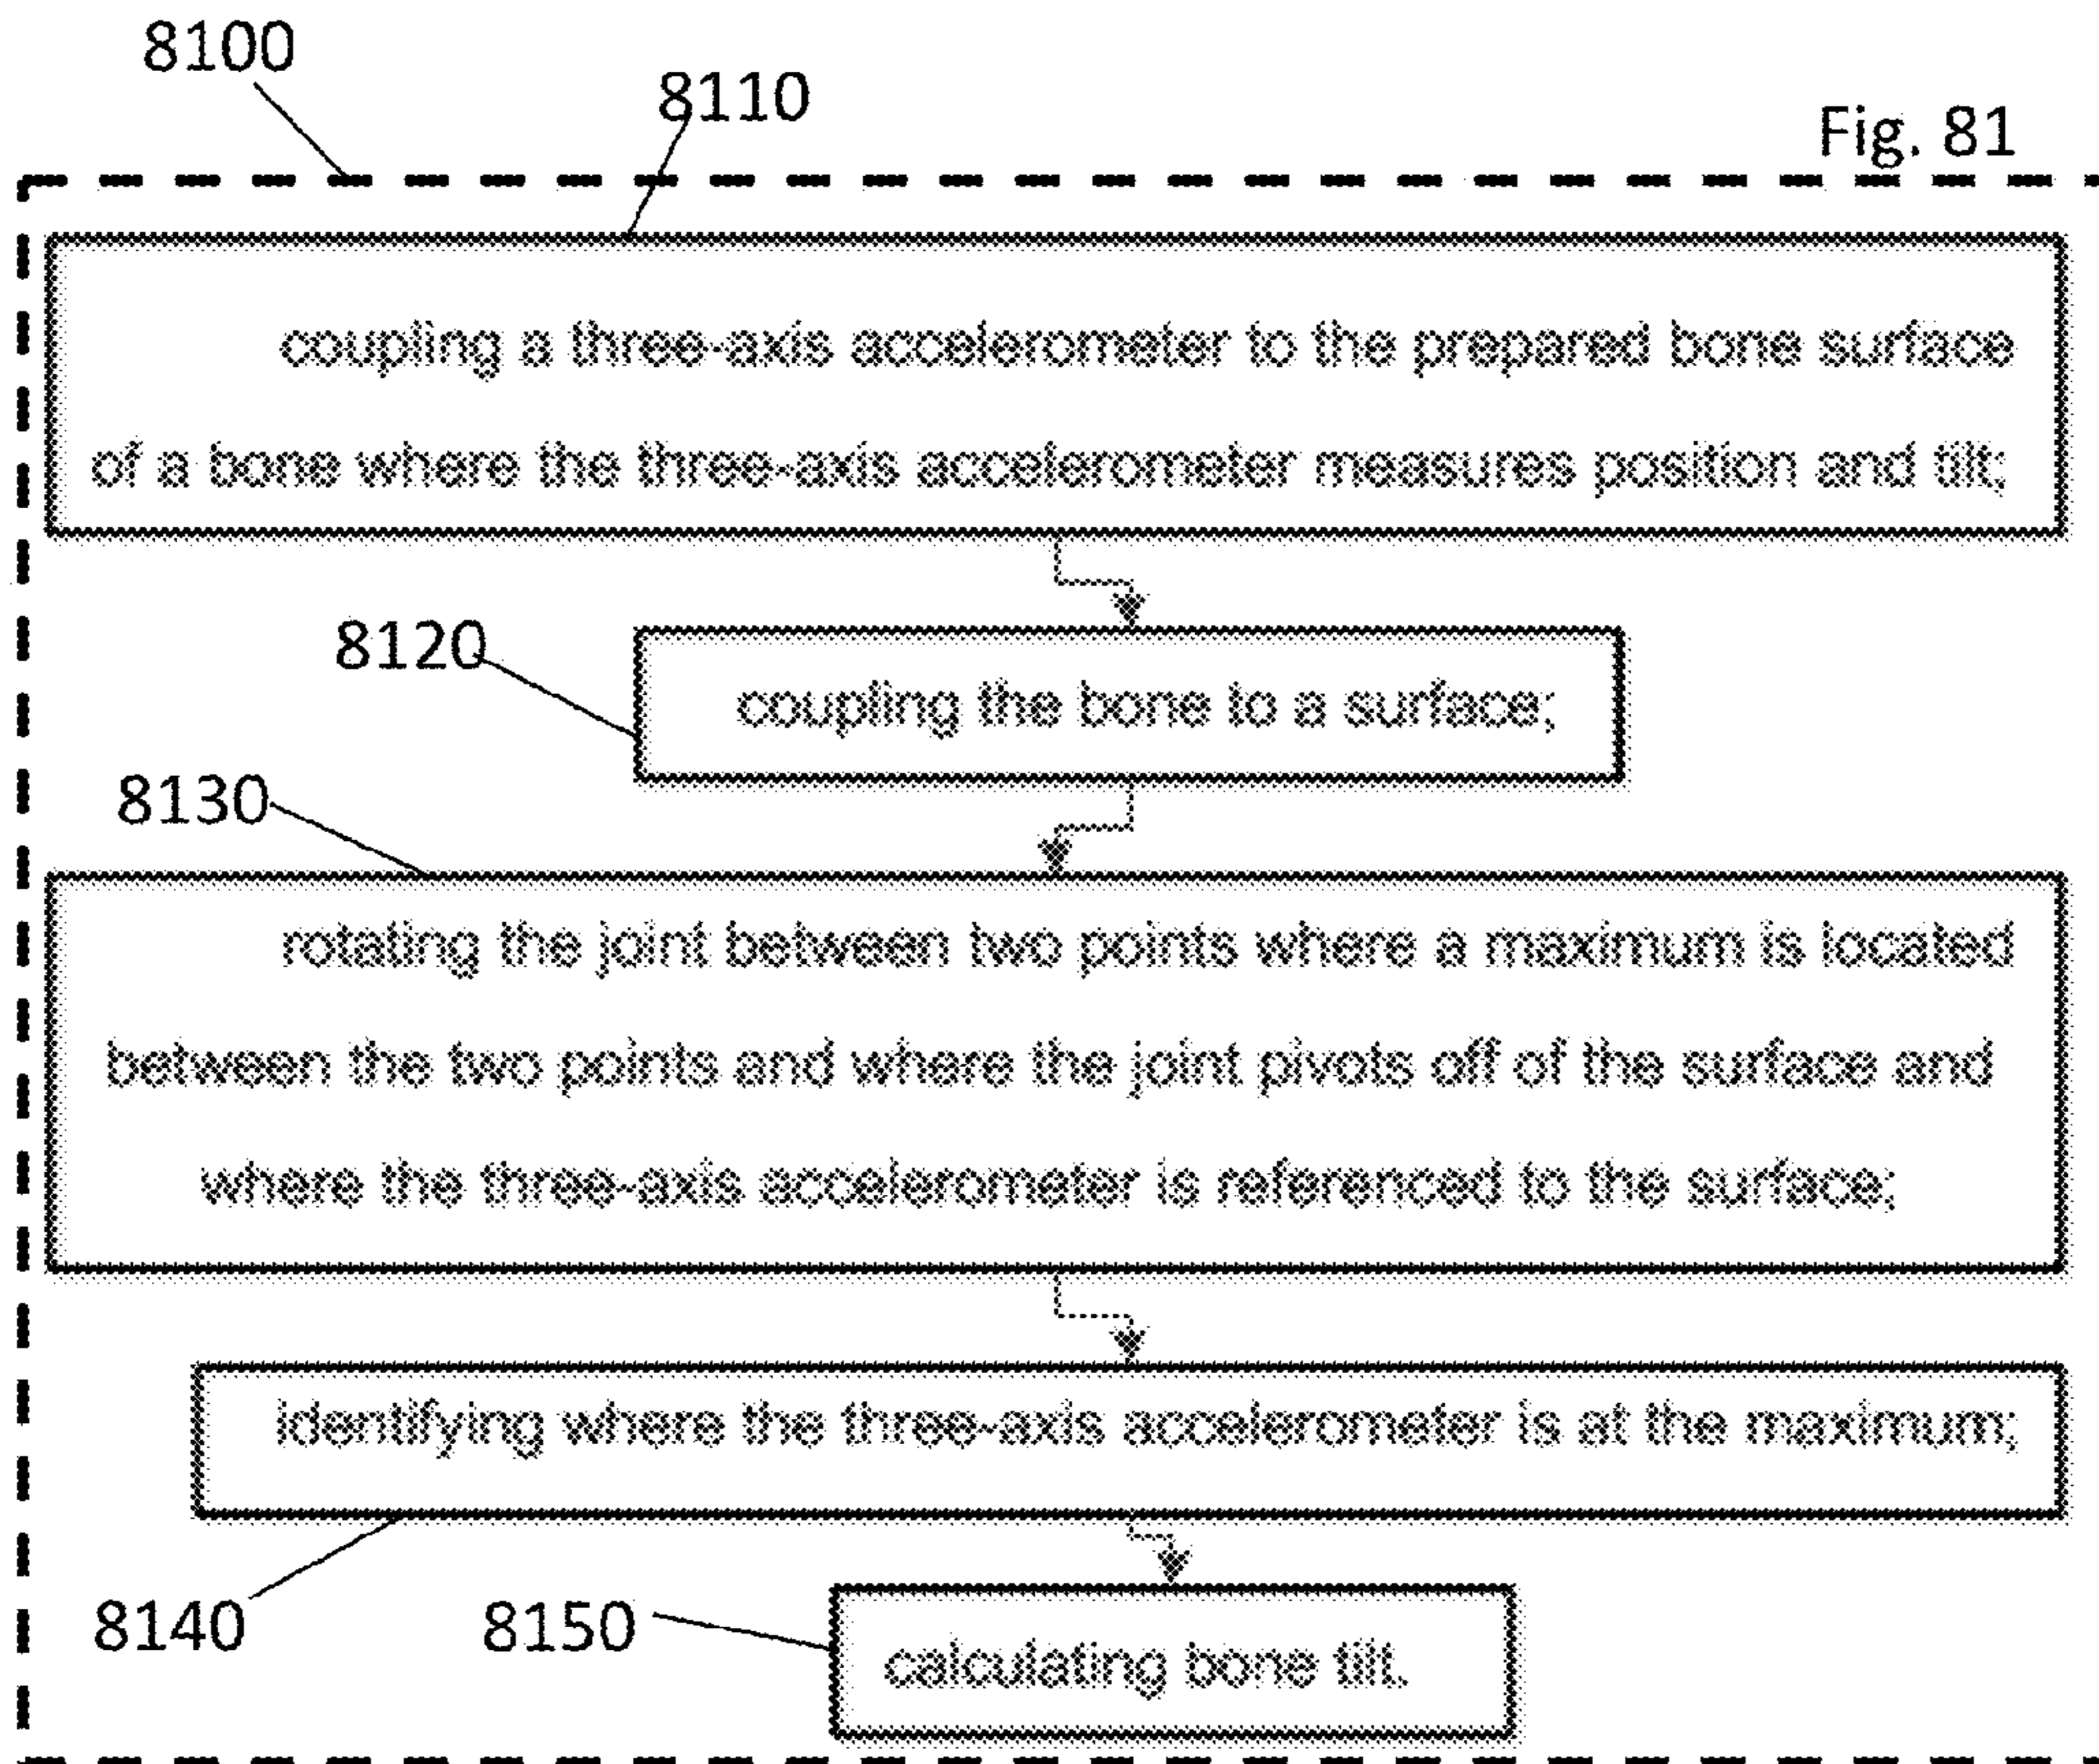 8100
8110
Fig. 81
coupling a three-axis accelerometer to the prepared bone surface
of a bone where the three-axis accelerometer measures position and tilt;
8120
coupling the bone to a surface;
8130
rotating the joint between two points where a maximum is located
between the two points and where the joint pivots off of the surface and
where the three-axis accelerometer is referenced to the surface;
identifying where the three-axis accelerometer is at the maximum;
8140
8150
calculating bone tilt.